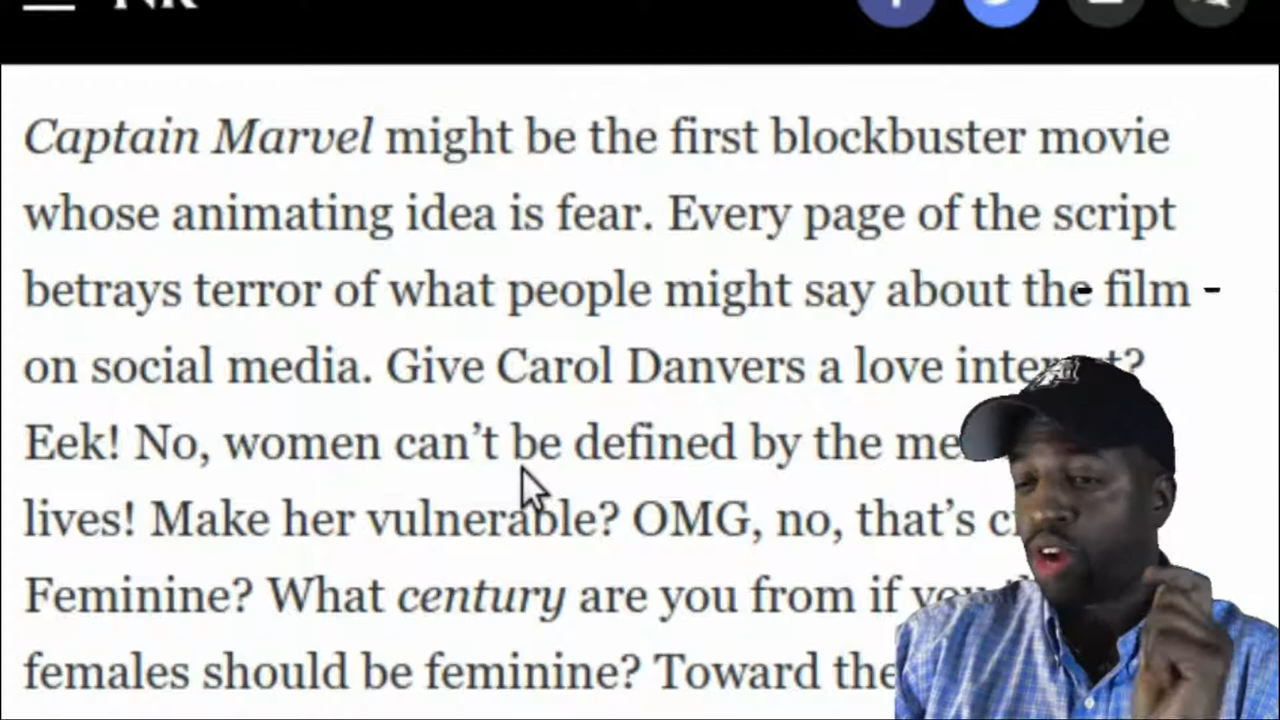 NR
Captain Marvel might be the first blockbuster movie
whose animating idea is fear. Every page of the script
betrays terror of what people might say about the film
on social media. Give Carol Danvers a love
Eek! No, women can’t be defined by the
lives! Make her vulnerable? OMG, no, that’s
Feminine? What century are you from if
females should be feminine? Toward the